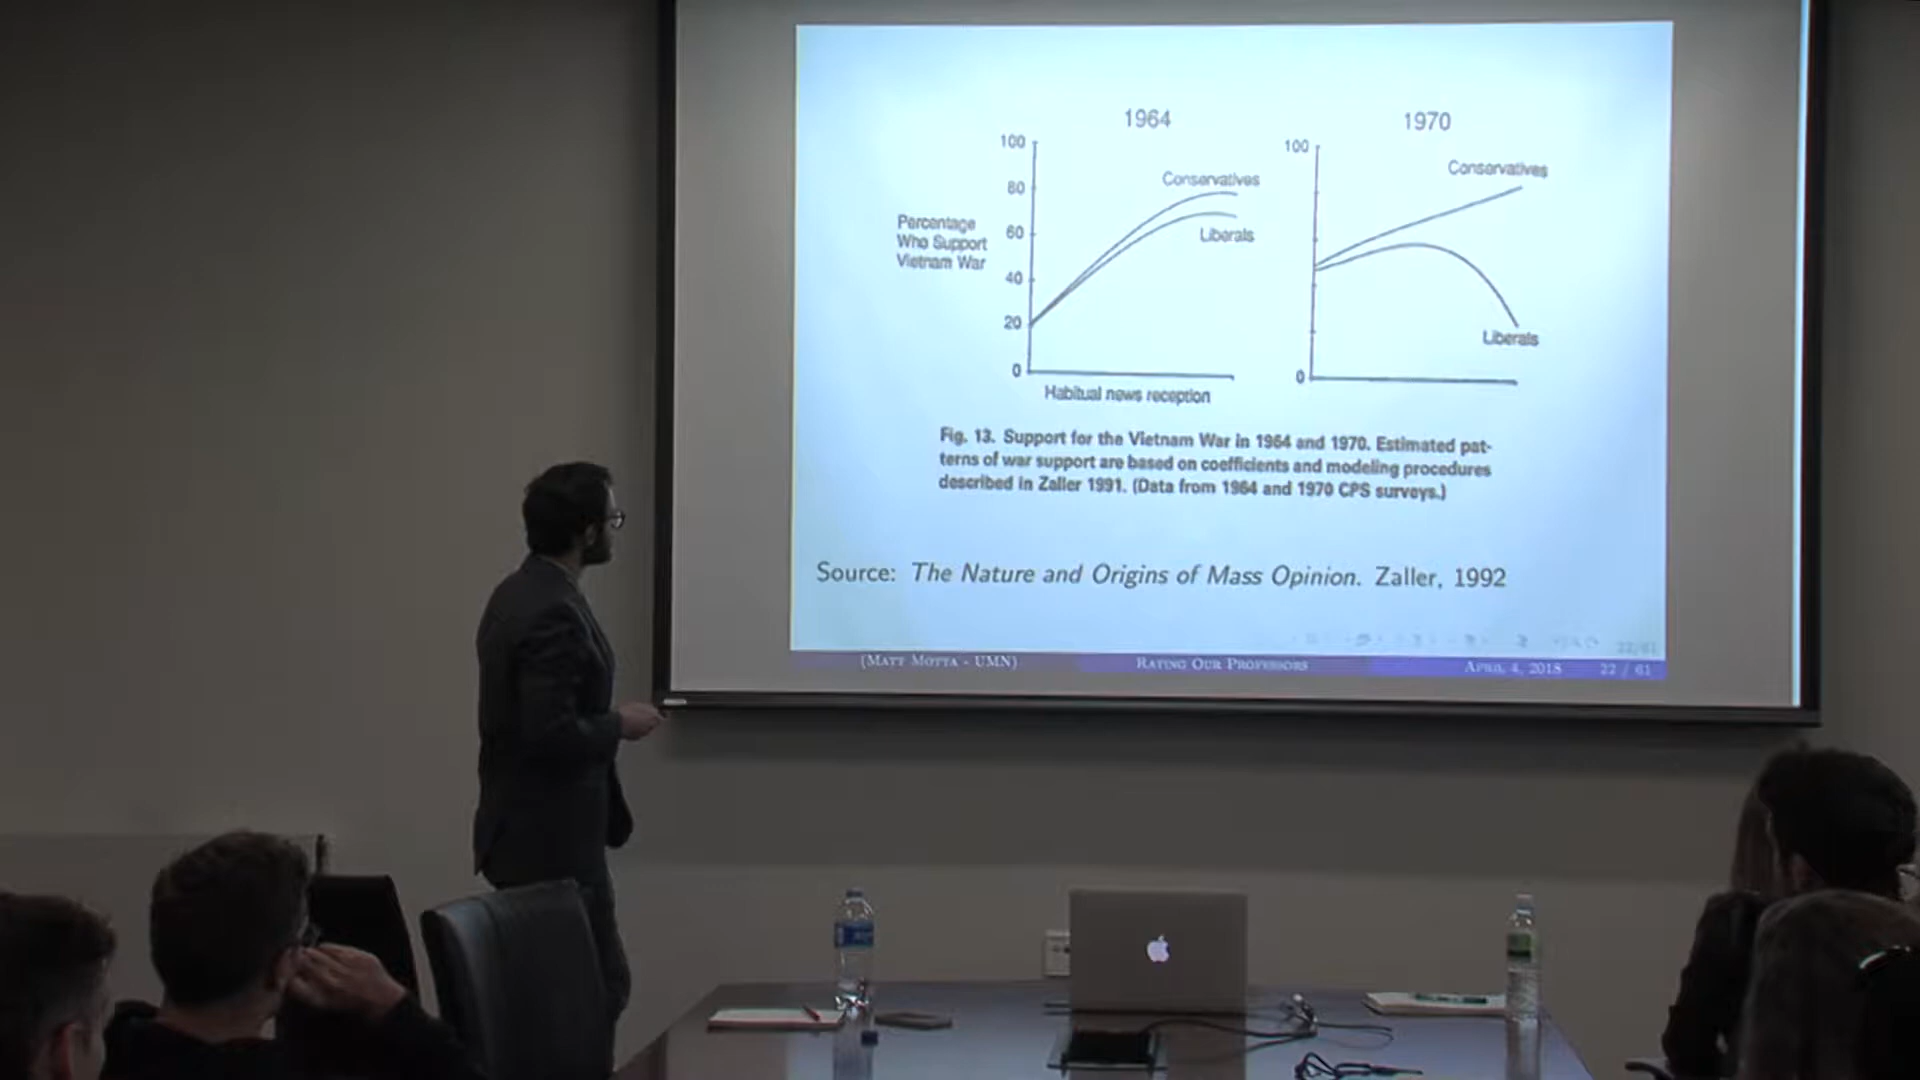 1964
100
80
60
40
20
0
Percentage
Who Support
Vietnam War
Conservatives
Liberals
Habitual news reception
1970
100
0
Conservatives
Liberals
Fig. 13. Support for the Vietnam War in 1964 and 1970. Estimated pat-
terns of war support are based on coefficients and modeling procedures
described in Zaller 1991. (Data from 1964 and 1970 CPS surveys.)
Source: The Nature and Origins of Mass Opinion. Zaller, 1992
22/61
(Matt Motta - UMN)
Rating Our Professors
April 4, 2018
22 / 61